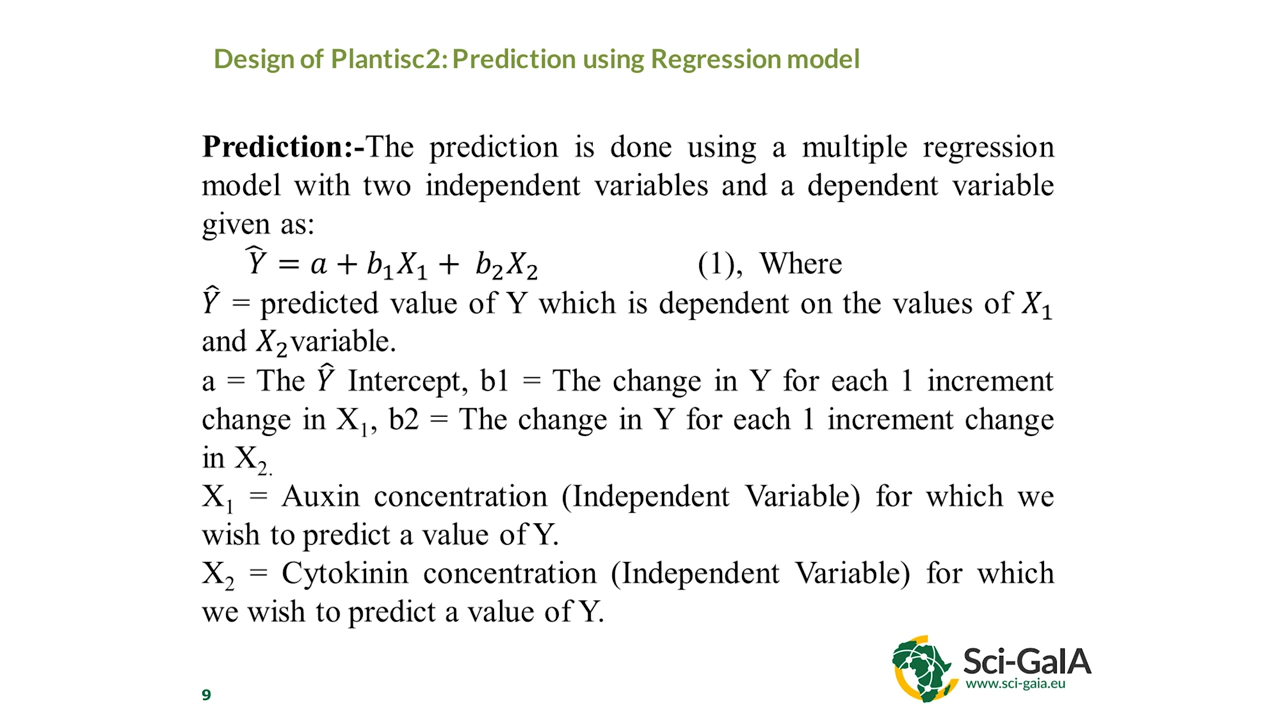 Design of Plantisc2: Prediction using Regression model
Prediction:-The prediction is done using a multiple regression
model with two independent variables and a dependent variable
given as:
Ŷ = a + b₁X₁ + b₂X₂ (1), Where
Ŷ = predicted value of Y which is dependent on the values of X₁
and X₂variable.
a = The Ŷ Intercept, b1 = The change in Y for each 1 increment
change in X₁, b2 = The change in Y for each 1 increment change
in X₂.
X₁ = Auxin concentration (Independent Variable) for which we
wish to predict a value of Y.
X₂ = Cytokinin concentration (Independent Variable) for which
we wish to predict a value of Y.
Sci-GaIA
www.sci-gaia.eu
9